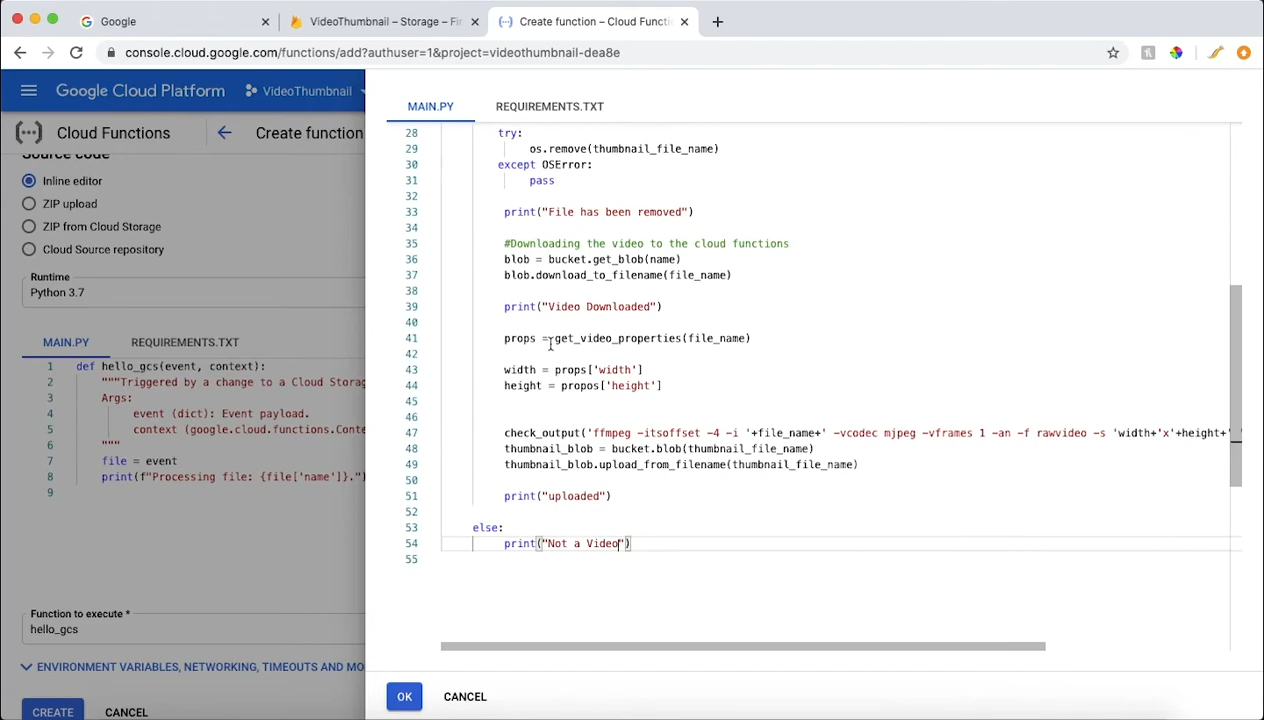 Google
VideoThumbnail – Storage – Fir
Create function – Cloud Functi
console.cloud.google.com/functions/add?authuser=1&project=videothumbnail-dea8e
Google Cloud Platform
VideoThumbnail
Cloud Functions
Create function
Source code
Inline editor
ZIP upload
ZIP from Cloud Storage
Cloud Source repository
Runtime
Python 3.7
MAIN.PY
REQUIREMENTS.TXT
1 def hello_gcs(event, context):
2 """Triggered by a change to a Cloud Storag
3 Args:
4 event (dict): Event payload.
5 context (google.cloud.functions.Conte
6 """
7 file = event
8 print(f"Processing file: {file['name']}.")
9
Function to execute *
hello_gcs
ENVIRONMENT VARIABLES, NETWORKING, TIMEOUTS AND MO
CREATE
CANCEL
MAIN.PY
REQUIREMENTS.TXT
28 try:
29 os.remove(thumbnail_file_name)
30 except OSError:
31 pass
32
33 print("File has been removed")
34
35 #Downloading the video to the cloud functions
36 blob = bucket.get_blob(name)
37 blob.download_to_filename(file_name)
38
39 print("Video Downloaded")
40
41 props = get_video_properties(file_name)
42
43 width = props['width']
44 height = propos['height']
45
46
47 check_output('ffmpeg -itsoffset -4 -i '+file_name+' -vcodec mjpeg -vframes 1 -an -f rawvideo -s 'width+'x'+height+'
48 thumbnail_blob = bucket.blob(thumbnail_file_name)
49 thumbnail_blob.upload_from_filename(thumbnail_file_name)
50
51 print("uploaded")
52
53 else:
54 print("Not a Video")
55
OK
CANCEL